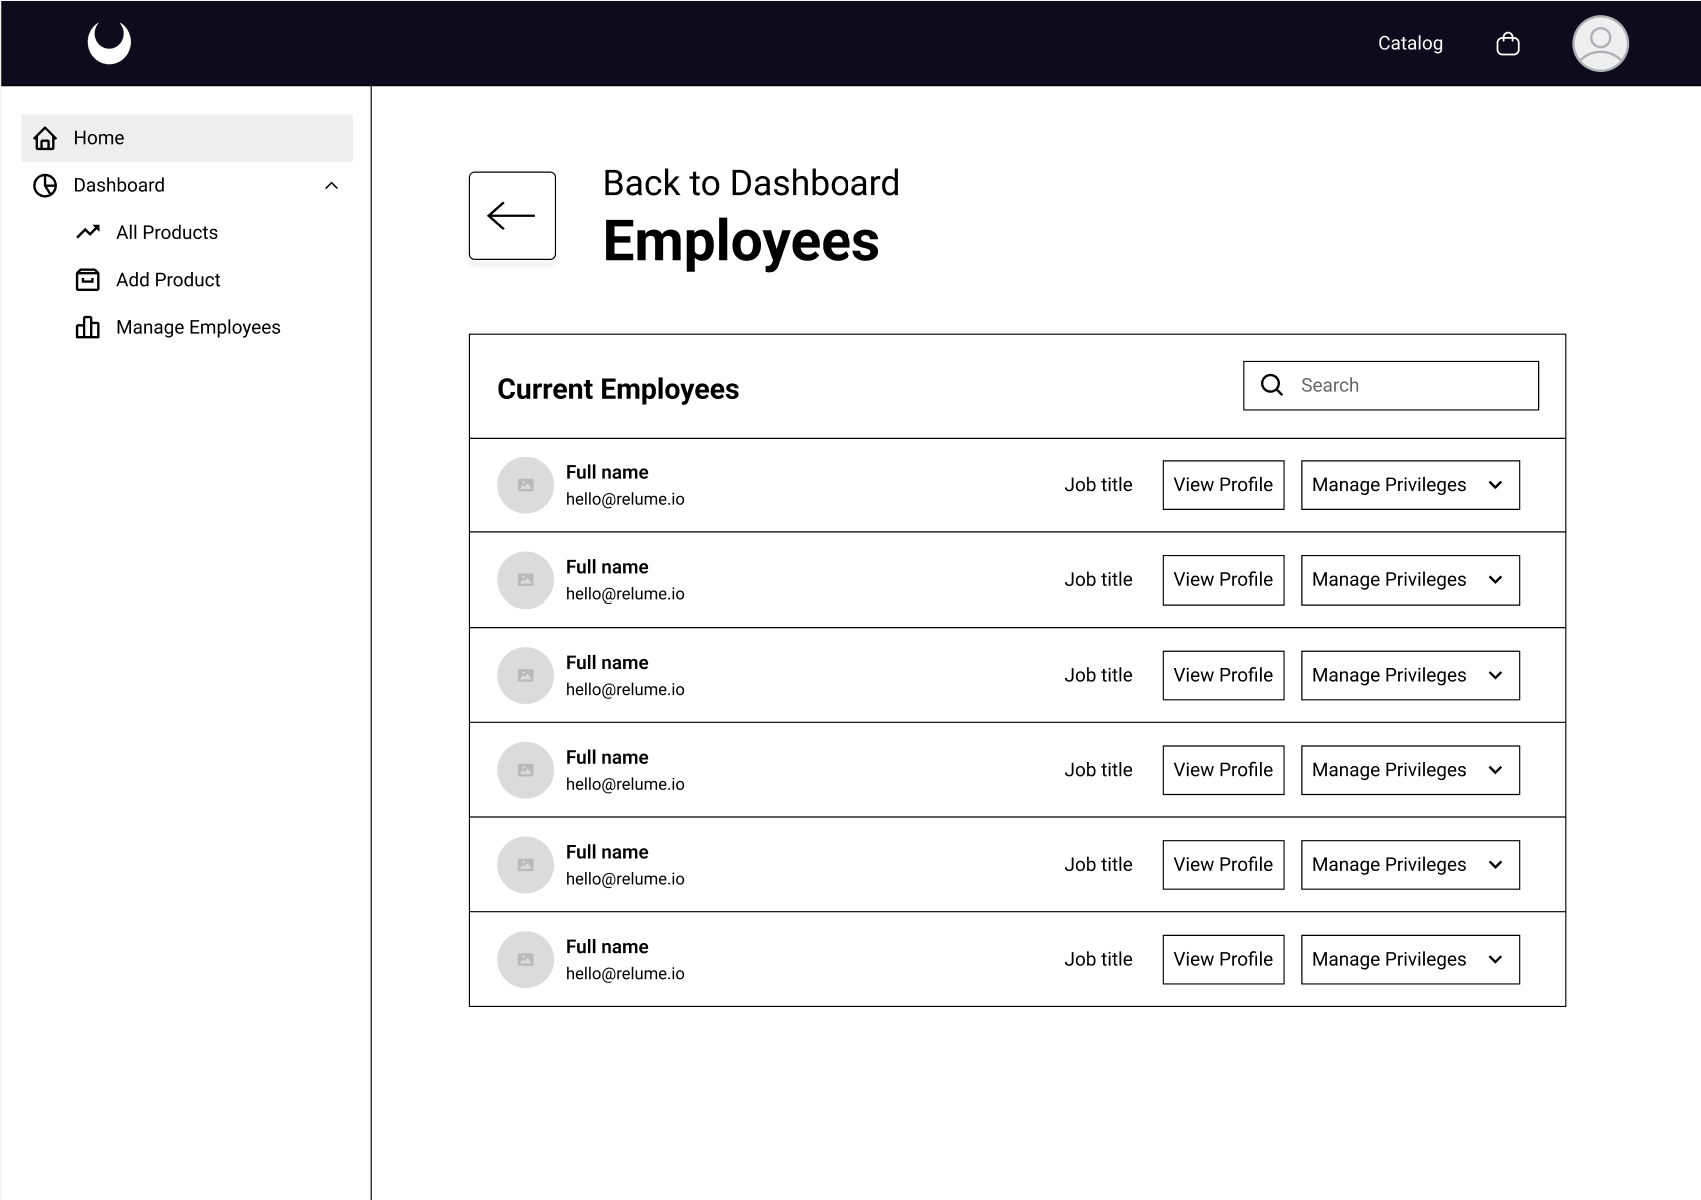 Catalog
Home
Dashboard
All Products
Add Product
Manage Employees
Back to Dashboard
Employees
Current Employees
Search
Full name
hello@relume.io
Job title
View Profile
Manage Privileges
Full name
hello@relume.io
Job title
View Profile
Manage Privileges
Full name
hello@relume.io
Job title
View Profile
Manage Privileges
Full name
hello@relume.io
Job title
View Profile
Manage Privileges
Full name
hello@relume.io
Job title
View Profile
Manage Privileges
Full name
hello@relume.io
Job title
View Profile
Manage Privileges